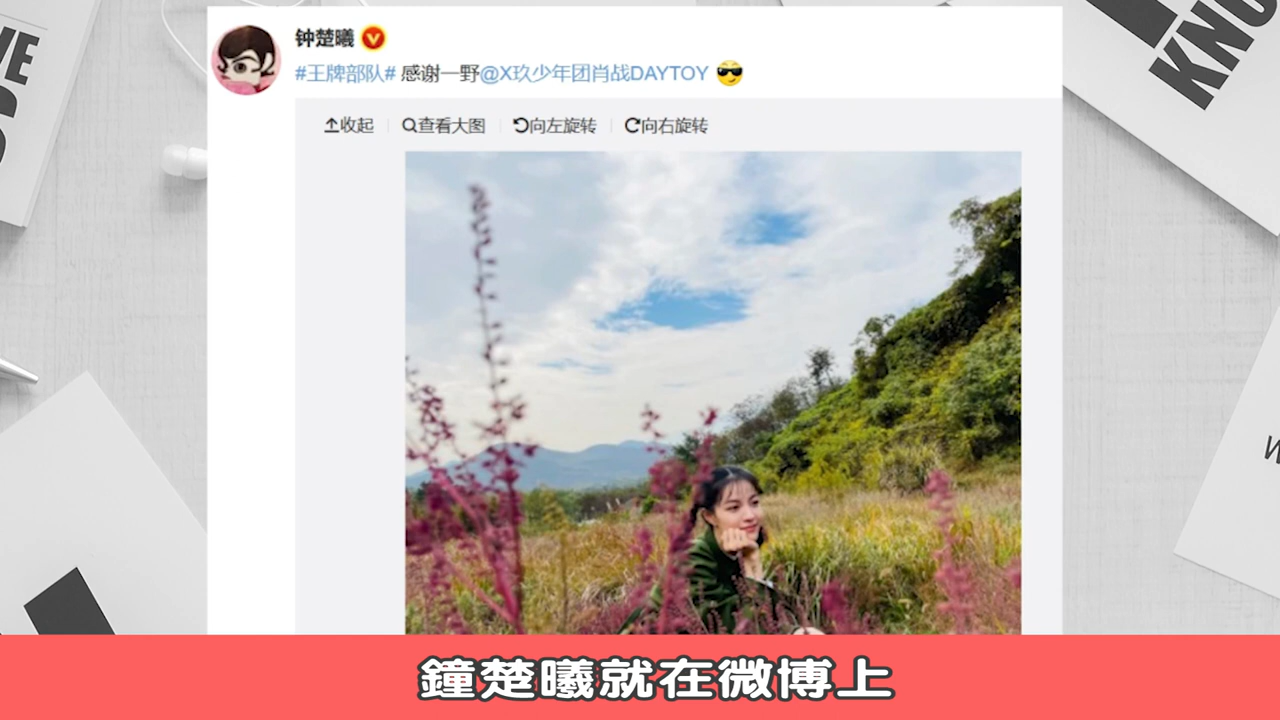 钟楚曦
#王牌部队# 感谢一野@X玖少年团肖战DAYTOY
收起 查看大图 向左旋转 向右旋转
KNO
鐘楚曦就在微博上